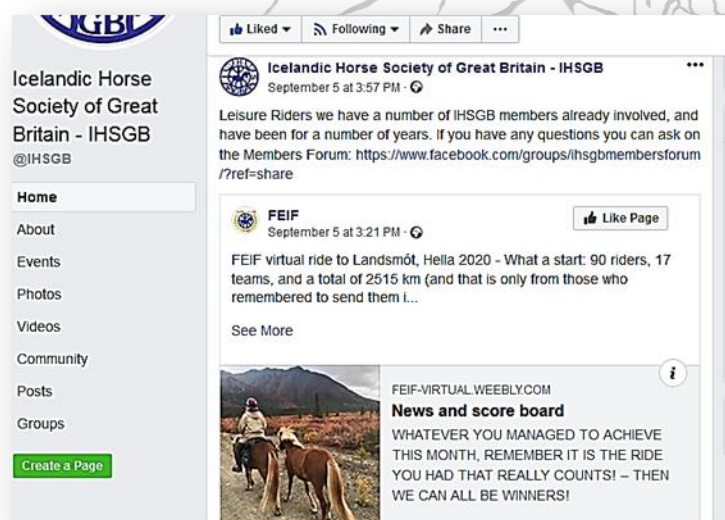 IGBI
Liked
Following
Share
...
Icelandic Horse
Society of Great
Britain - IHSGB
@IHSGB
Home
About
Events
Photos
Videos
Community
Posts
Groups
Create a Page
Icelandic Horse Society of Great Britain - IHSGB
...
September 5 at 3:57 PM ·
Leisure Riders we have a number of IHSGB members already involved, and
have been for a number of years. If you have any questions you can ask on
the Members Forum: https://www.facebook.com/groups/ihsgbmembersforum
/?ref=share
FEIF
September 5 at 3:21 PM ·
Like Page
FEIF virtual ride to Landsmót, Hella 2020 - What a start: 90 riders, 17
teams, and a total of 2515 km (and that is only from those who
remembered to send them i...
See More
i
FEIF-VIRTUAL.WEEBLY.COM
News and score board
WHATEVER YOU MANAGED TO ACHIEVE
THIS MONTH, REMEMBER IT IS THE RIDE
YOU HAD THAT REALLY COUNTS! – THEN
WE CAN ALL BE WINNERS!